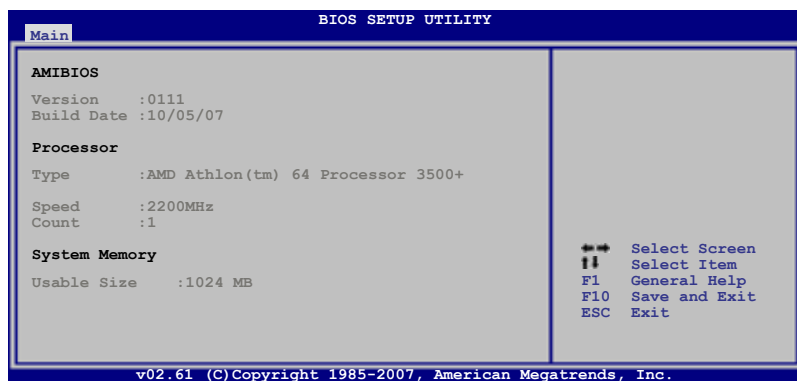 BIOS SETUP UTILITY
Main
AMIBIOS
Version :0111
Build Date :10/05/07
Processor
Type :AMD Athlon(tm) 64 Processor 3500+
Speed :2200MHz
Count :1
System Memory
Usable Size :1024 MB
Select Screen
Select Item
F1 General Help
F10 Save and Exit
ESC Exit
v02.61 (C)Copyright 1985-2007, American Megatrends, Inc.